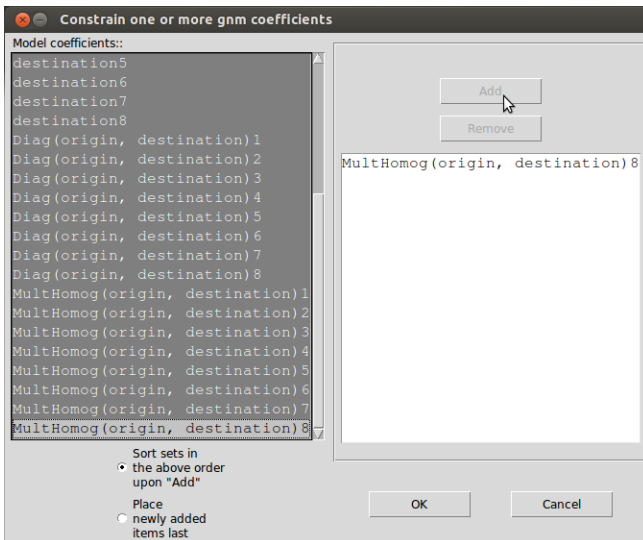 Constrain one or more gnm coefficients
Model coefficients::
destination5
destination6
destination7
destination8
Diag(origin, destination)1
Diag(origin, destination)2
Diag(origin, destination)3
Diag(origin, destination)4
Diag(origin, destination)5
Diag(origin, destination)6
Diag(origin, destination)7
Diag(origin, destination)8
MultHomog(origin, destination)1
MultHomog(origin, destination)2
MultHomog(origin, destination)3
MultHomog(origin, destination)4
MultHomog(origin, destination)5
MultHomog(origin, destination)6
MultHomog(origin, destination)7
MultHomog(origin, destination)8
Sort sets in
the above order
upon "Add"
Place
newly added
items last
Add
Remove
MultHomog(origin, destination)8
OK
Cancel